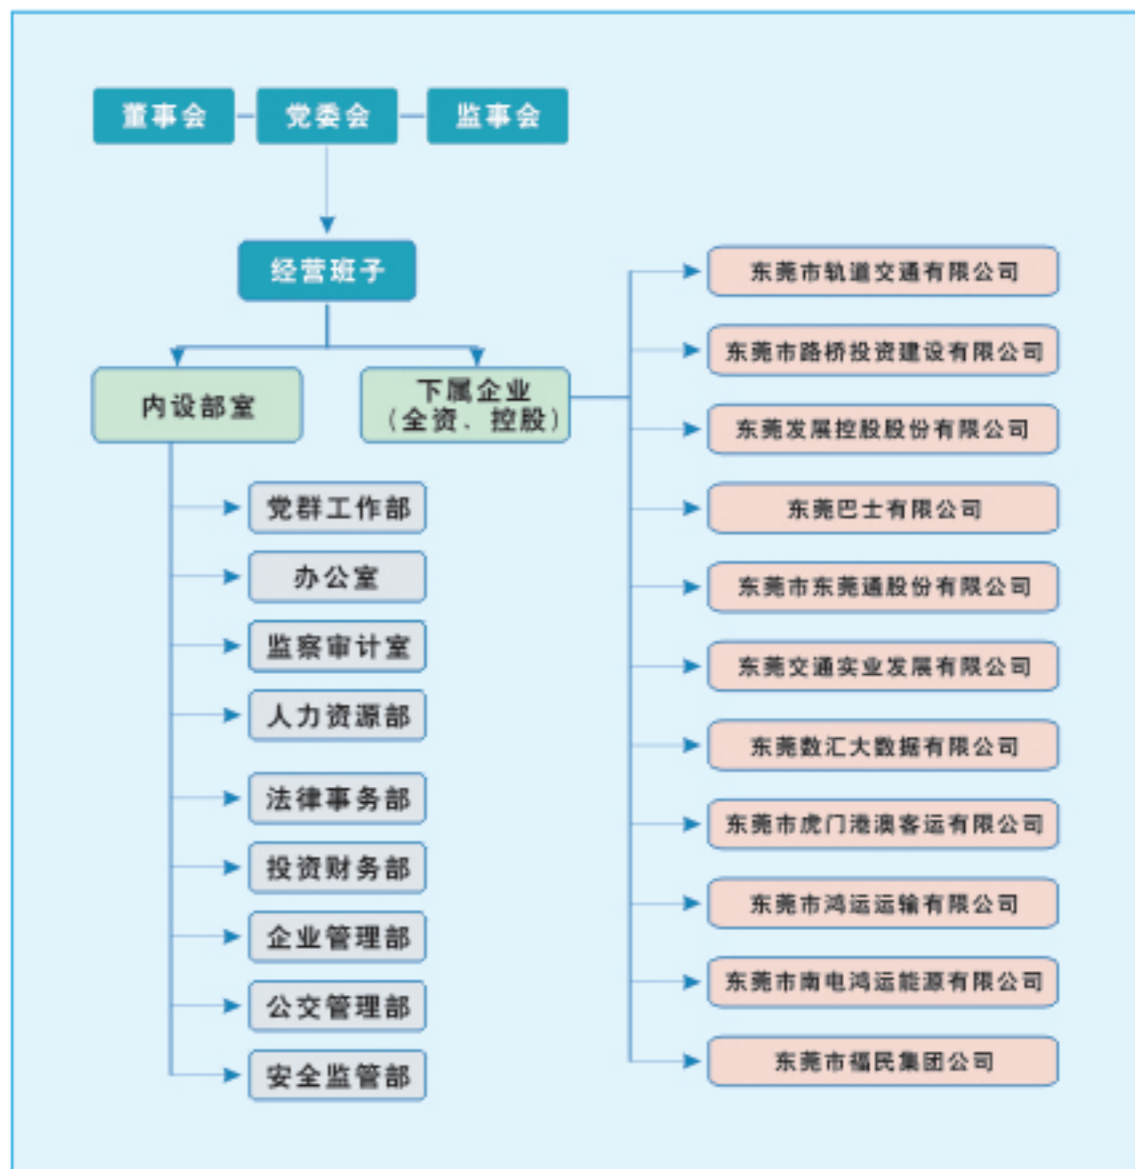 董事会
党委会
监事会
经营班子
内设部室
下属企业
（全资、控股）
党群工作部
办公室
监察审计室
人力资源部
法律事务部
投资财务部
企业管理部
公交管理部
安全监管部
东莞市轨道交通有限公司
东莞市路桥投资建设有限公司
东莞发展控股股份有限公司
东莞巴士有限公司
东莞市东莞通股份有限公司
东莞交通实业发展有限公司
东莞数汇大数据有限公司
东莞市虎门港澳客运有限公司
东莞市鸿运运输有限公司
东莞市南电鸿运能源有限公司
东莞市福民集团公司